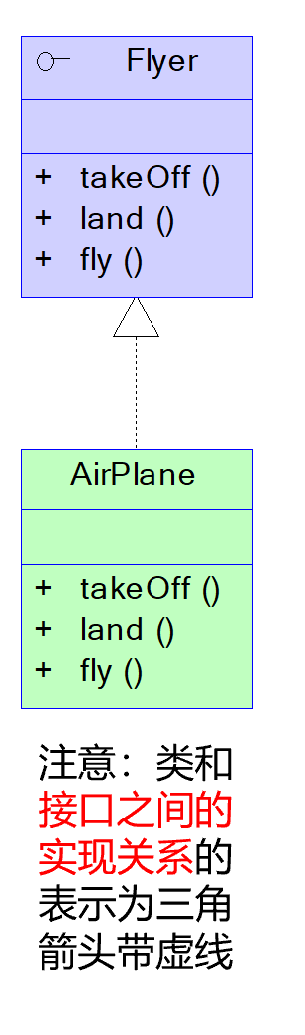 Flyer
+ takeOff ()
+ land ()
+ fly ()
AirPlane
+ takeOff ()
+ land ()
+ fly ()
注意：类和
接口之间的
实现关系的
表示为三角
箭头带虚线